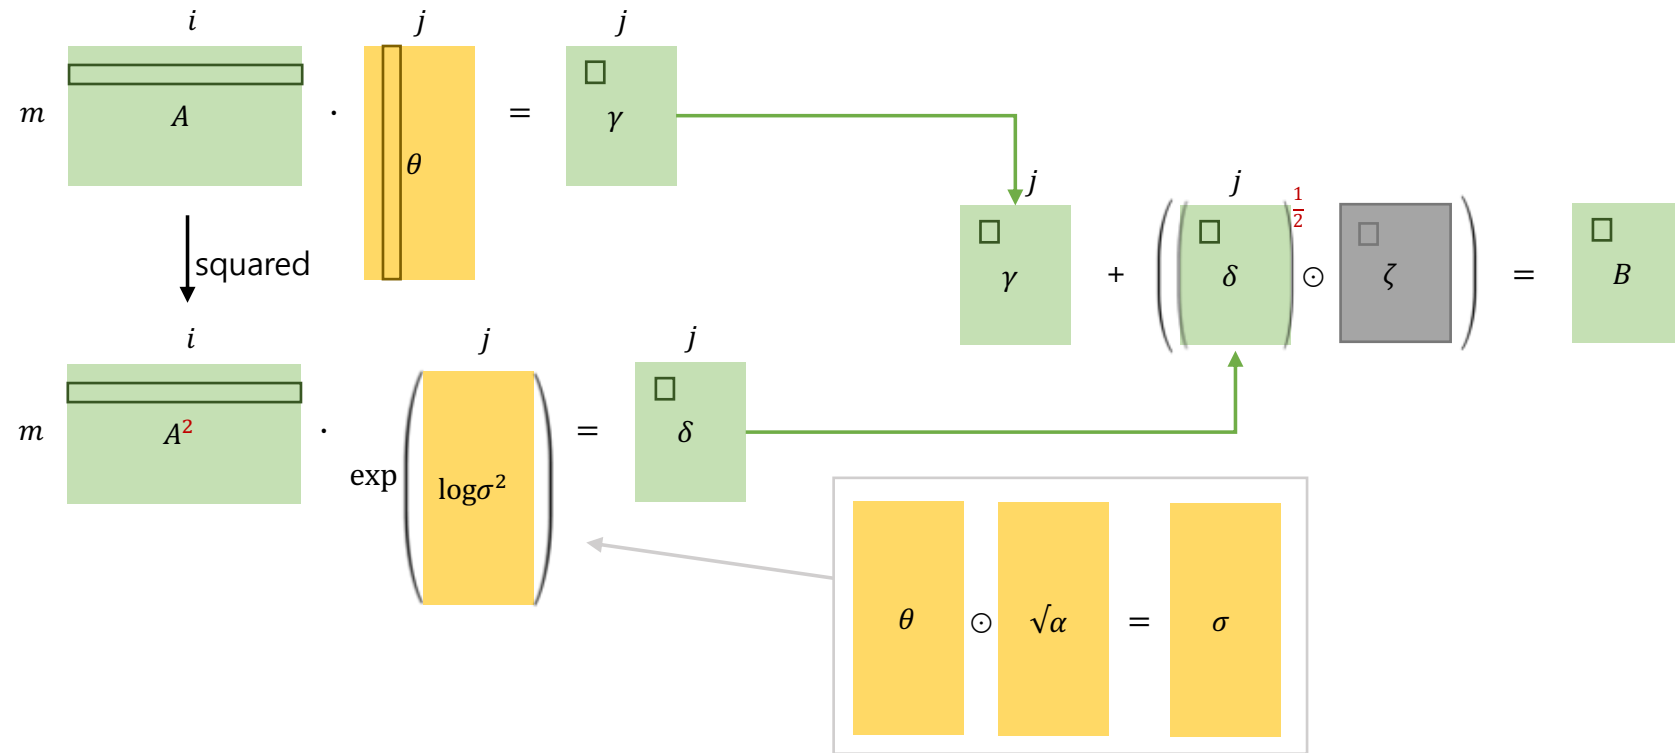 i j j
m A · θ = γ
squared
j j
γ + ( ( δ )^{1/2} ⊙ ζ ) = B
i j j
m A² · exp ( logσ² ) = δ
θ ⊙ √α = σ